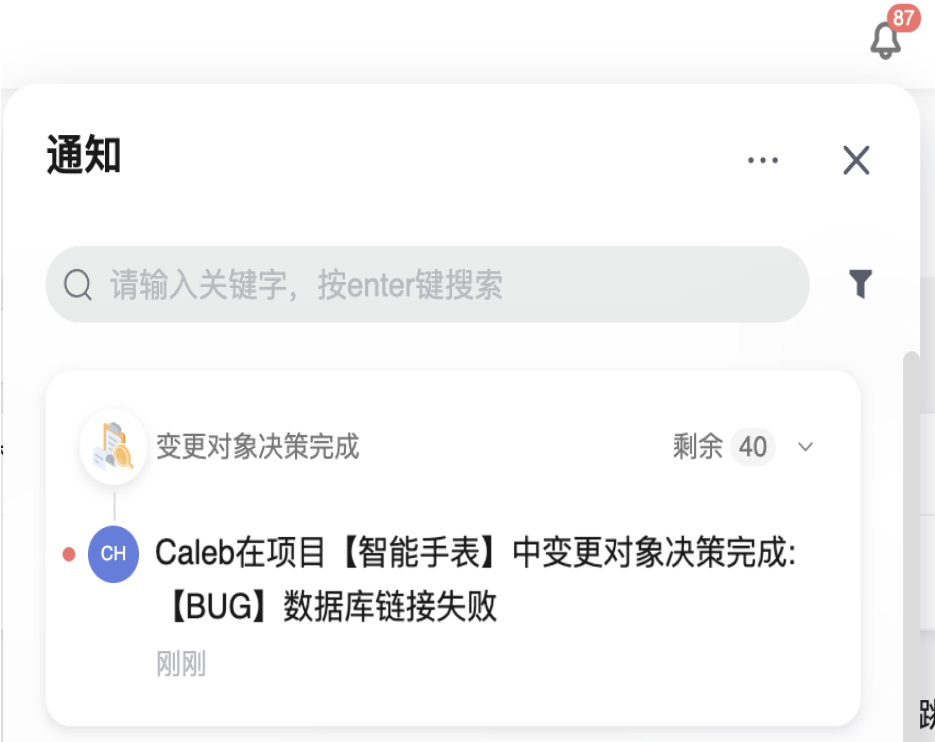 87
通知
请输入关键字，按enter键搜索
变更对象决策完成
剩余 40
CH
Caleb在项目【智能手表】中变更对象决策完成:
【BUG】数据库链接失败
刚刚